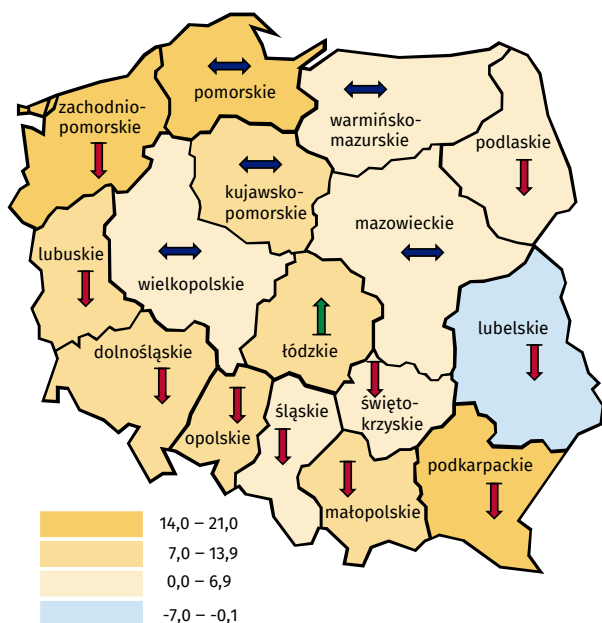 pomorskie
zachodnio-
pomorskie
warmińsko-
mazurskie
podlaskie
kujawsko-
pomorskie
mazowieckie
lubuskie
wielkopolskie
lubelskie
dolnośląskie
łódzkie
opolskie
śląskie
święto-
krzyskie
podkarpackie
małopolskie
14,0 – 21,0
7,0 – 13,9
0,0 – 6,9
-7,0 – -0,1